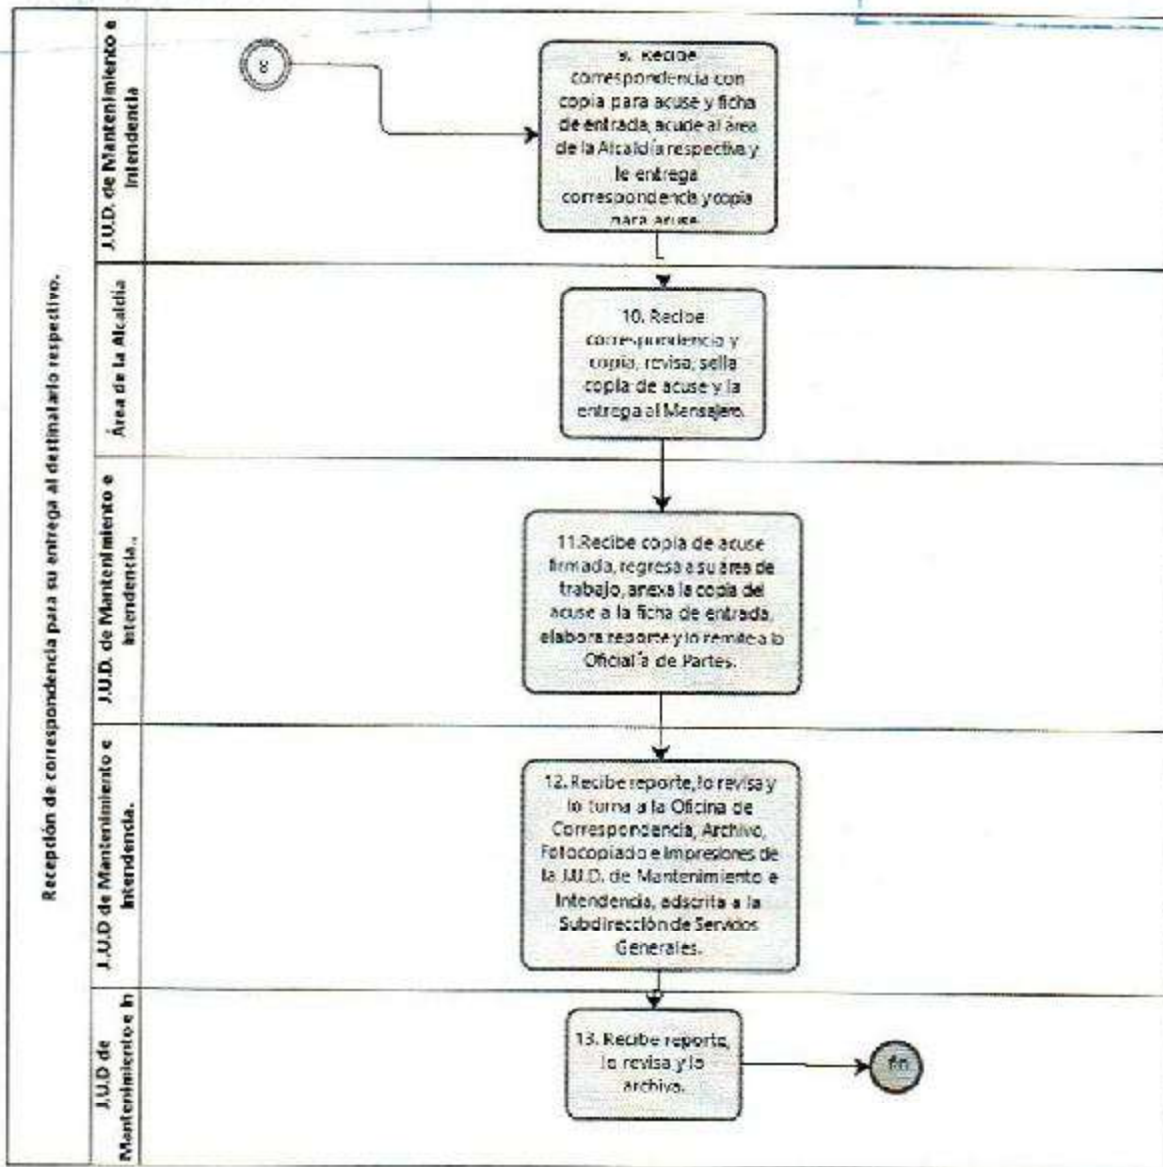 Recepción de correspondencia para su entrega al destinatario respectivo.
J.U.D. de Mantenimiento e
Intendencia
8
9. Recibe
correspondencia con
copia para acuse y ficha
de entrada, acude al área
de la Alcaldía respectiva y
le entrega
correspondencia y copia
para acuse
Área de la Alcaldía
10. Recibe
correspondencia y
copia, revisa, sella
copia de acuse y la
entrega al Mensajero.
J.U.D. de Mantenimiento e
Intendencia..
11.Recibe copia de acuse
firmada, regresa a su área de
trabajo, anexa la copia del
acuse a la ficha de entrada,
elabora reporte y lo remite a la
Oficialía de Partes.
J.U.D de Mantenimiento e
Intendencia.
12. Recibe reporte, lo revisa y
lo turna a la Oficina de
Correspondencia, Archivo,
Fotocopiado e Impresiones de
la J.U.D. de Mantenimiento e
Intendencia, adscrita a la
Subdirección de Servicios
Generales.
J.U.D de
Mantenimiento e In
13. Recibe reporte,
lo revisa y lo
archiva.
fin